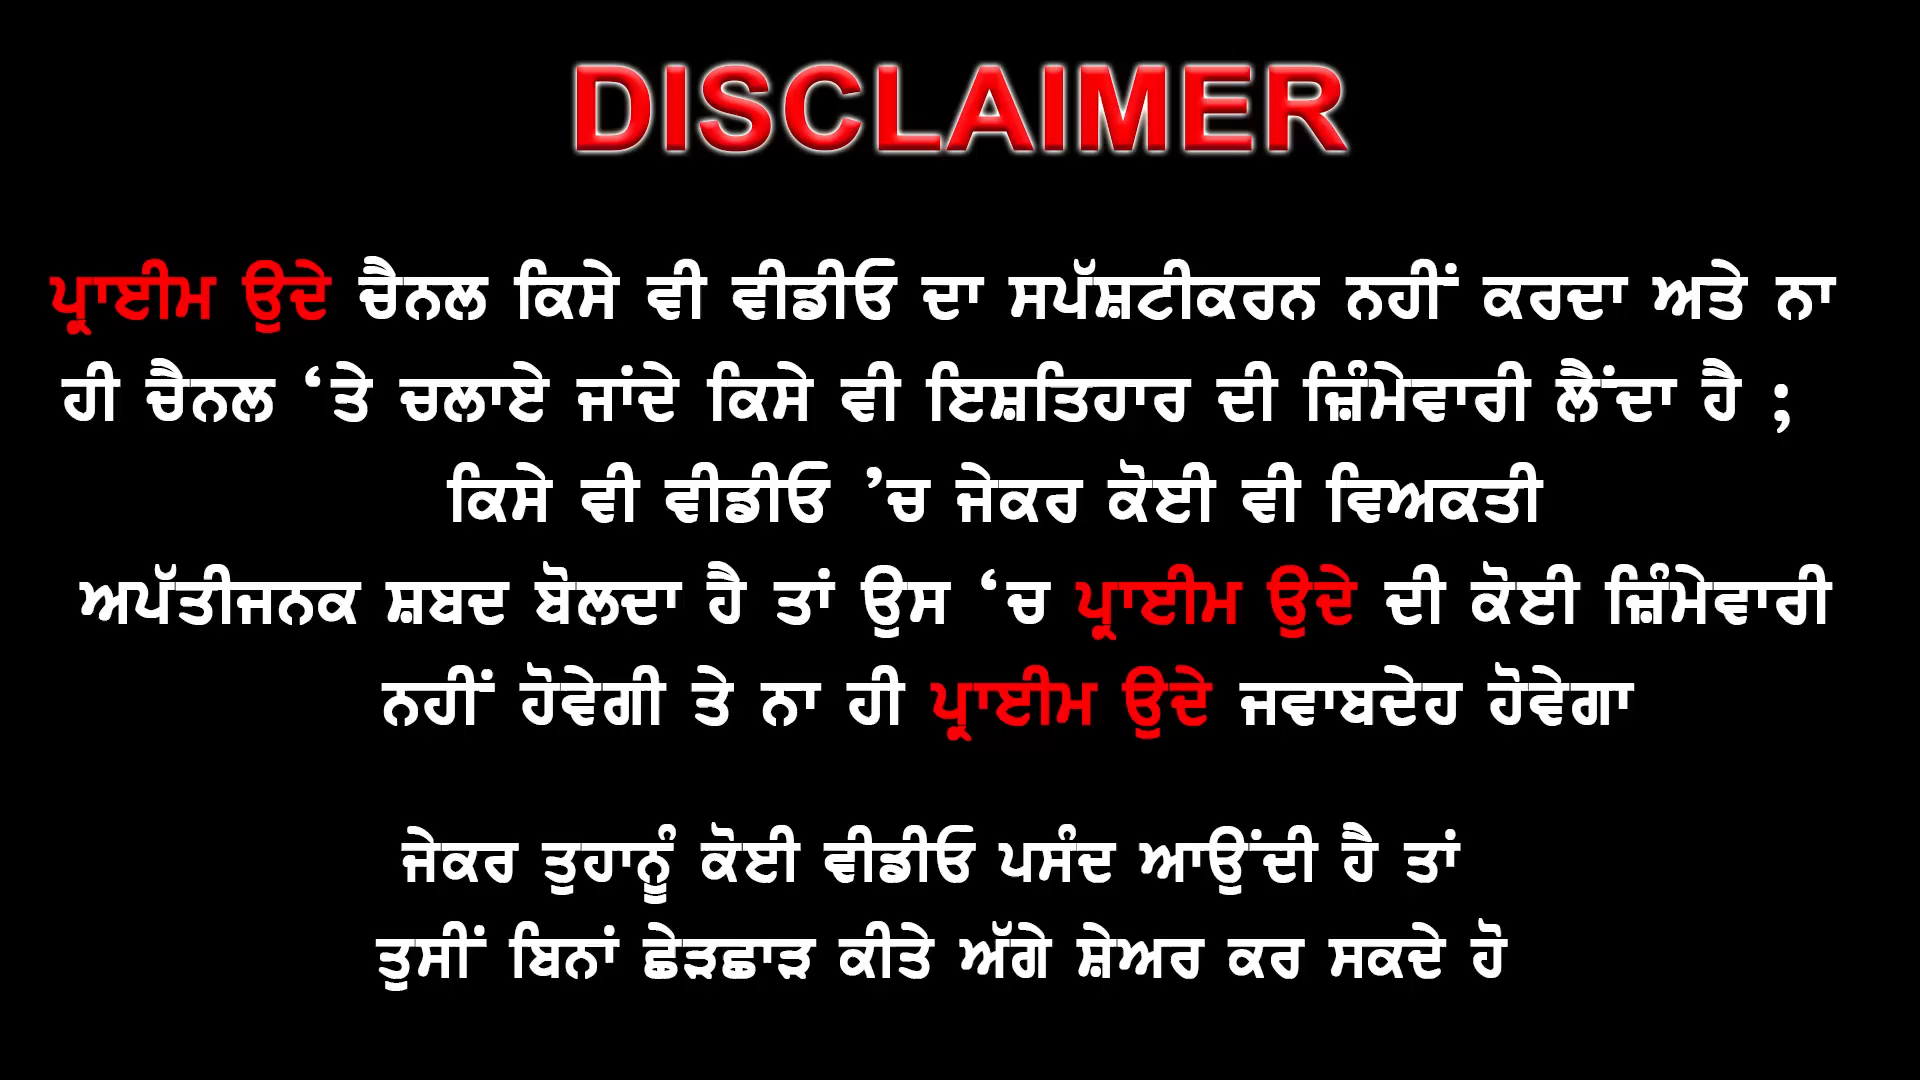 DISCLAIMER
ਪ੍ਰਾਈਮ ਉਦੇ ਚੈਨਲ ਕਿਸੇ ਵੀ ਵੀਡੀਓ ਦਾ ਸਪੱਸ਼ਟੀਕਰਨ ਨਹੀਂ ਕਰਦਾ ਅਤੇ ਨਾ
ਹੀ ਚੈਨਲ ‘ਤੇ ਚਲਾਏ ਜਾਂਦੇ ਕਿਸੇ ਵੀ ਇਸ਼ਤਿਹਾਰ ਦੀ ਜ਼ਿੰਮੇਵਾਰੀ ਲੈਂਦਾ ਹੈ ;
ਕਿਸੇ ਵੀ ਵੀਡੀਓ ’ਚ ਜੇਕਰ ਕੋਈ ਵੀ ਵਿਅਕਤੀ
ਅਪੱਤੀਜਨਕ ਸ਼ਬਦ ਬੋਲਦਾ ਹੈ ਤਾਂ ਉਸ ‘ਚ ਪ੍ਰਾਈਮ ਉਦੇ ਦੀ ਕੋਈ ਜ਼ਿੰਮੇਵਾਰੀ
ਨਹੀਂ ਹੋਵੇਗੀ ਤੇ ਨਾ ਹੀ ਪ੍ਰਾਈਮ ਉਦੇ ਜਵਾਬਦੇਹ ਹੋਵੇਗਾ
ਜੇਕਰ ਤੁਹਾਨੂੰ ਕੋਈ ਵੀਡੀਓ ਪਸੰਦ ਆਉਂਦੀ ਹੈ ਤਾਂ
ਤੁਸੀਂ ਬਿਨਾਂ ਛੇੜਛਾੜ ਕੀਤੇ ਅੱਗੇ ਸ਼ੇਅਰ ਕਰ ਸਕਦੇ ਹੋ